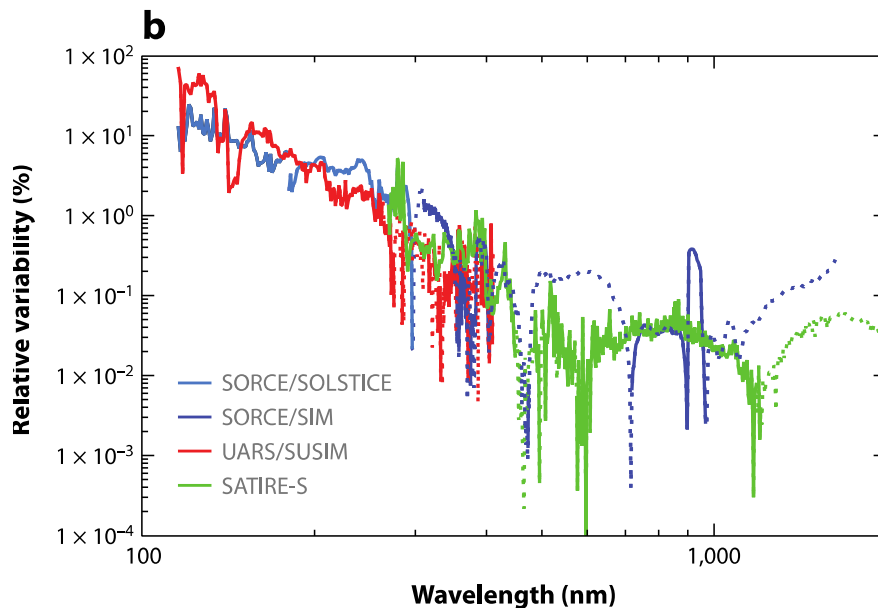 b
1 × 10²
1 × 10¹
1 × 10⁰
1 × 10⁻¹
1 × 10⁻²
1 × 10⁻³
1 × 10⁻⁴
Relative variability (%)
SORCE/SOLSTICE
SORCE/SIM
UARS/SUSIM
SATIRE-S
100
1,000
Wavelength (nm)